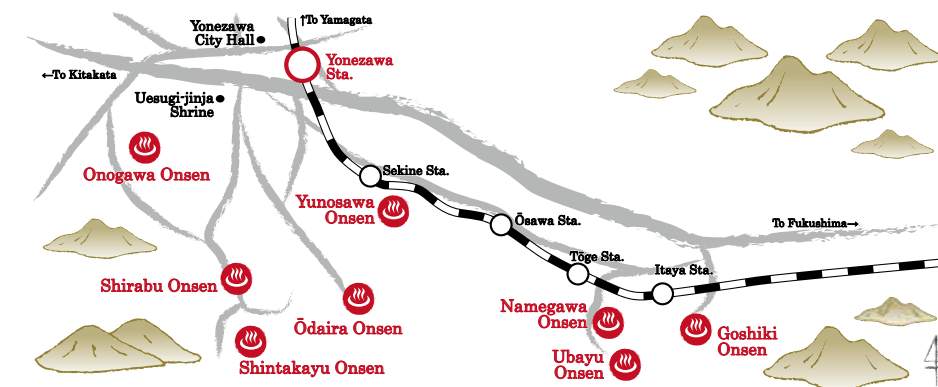 ↑To Yamagata
Yonezawa
City Hall
Yonezawa
Sta.
←To Kitakata
Uesugi-jinja
Shrine
Onogawa Onsen
Sekine Sta.
Yunosawa
Onsen
Ōsawa Sta.
To Fukushima→
Tōge Sta.
Itaya Sta.
Shirabu Onsen
Ōdaira Onsen
Namegawa
Onsen
Goshiki
Onsen
Shintakayu Onsen
Ubayu
Onsen